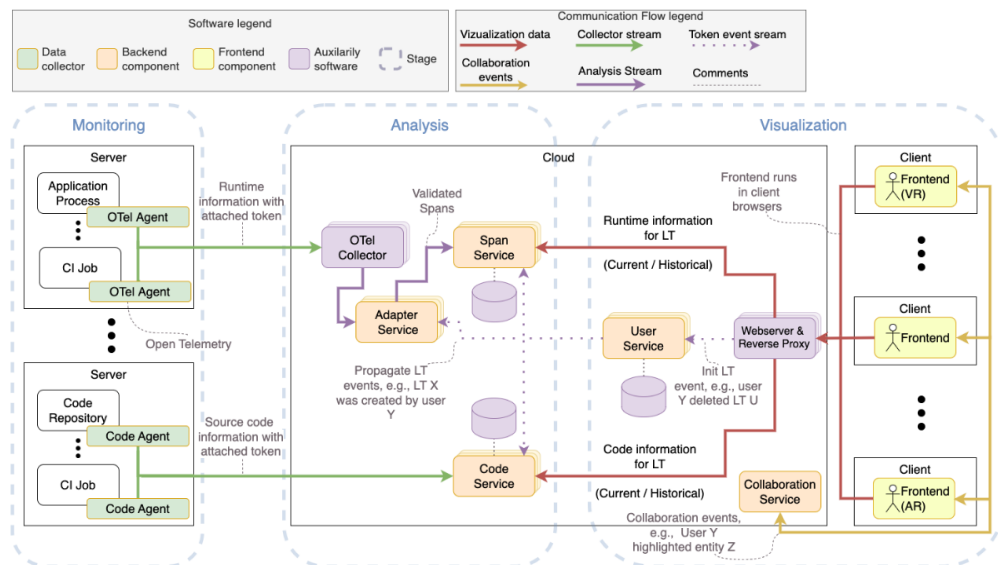 Software legend
Data
collector
Backend
component
Frontend
component
Auxilarily
software
Stage
Communication Flow legend
Vizualization data
Collector stream
Token event sream
Collaboration
events
Analysis Stream
Comments
Monitoring
Analysis
Visualization
Server
Application
Process
OTel Agent
CI Job
OTel Agent
Open Telemetry
Server
Code
Repository
Code Agent
CI Job
Code Agent
Runtime
information with
attached token
Source code
information with
attached token
Cloud
Validated
Spans
OTel
Collector
Span
Service
Adapter
Service
Propagate LT
events, e.g., LT X
was created by user
Y
Code
Service
Runtime information
for LT
(Current / Historical)
User
Service
Webserver &
Reverse Proxy
Init LT
event, e.g., user
Y deleted LT U
Code information
for LT
(Current / Historical)
Collaboration
Service
Collaboration events,
e.g., User Y
highlighted entity Z
Frontend runs
in client
browsers
Client
Frontend
(VR)
Client
Frontend
Client
Frontend
(AR)